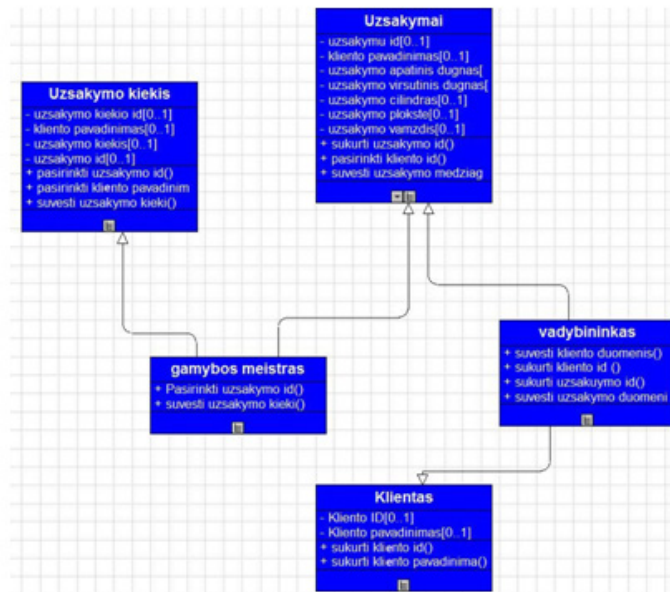 Uzsakymai
- uzsakymu id[0..1]
- kliento pavadinimas[0..1]
- uzsakymo apatinis dugnas[
- uzsakymo virsutinis dugnas[
- uzsakymo cilindras[0..1]
- uzsakymo plokste[0..1]
- uzsakymo vamzdis[0..1]
+ sukurti uzsakymo id()
+ pasirinkti kliento id()
+ suvesti uzsakymo medziag
Uzsakymo kiekis
- uzsakymo kiekio id[0..1]
- kliento pavadinimas[0..1]
- uzsakymo kiekis[0..1]
- uzsakymo id[0..1]
+ pasirinkti uzsakymo id()
+ pasirinkti kliento pavadinim
+ suvesti uzsakymo kieki()
gamybos meistras
+ Pasirinkti uzsakymo id()
+ suvesti uzsakymo kieki()
vadybininkas
+ suvesti kliento duomenis()
+ sukurti kliento id ()
+ sukurti uzsakuymo id()
+ suvesti uzsakymo duomeni
Klientas
- Kliento ID[0..1]
- Kliento pavadinimas[0..1]
+ sukurti kliento id()
+ sukurti kliento pavadinima()